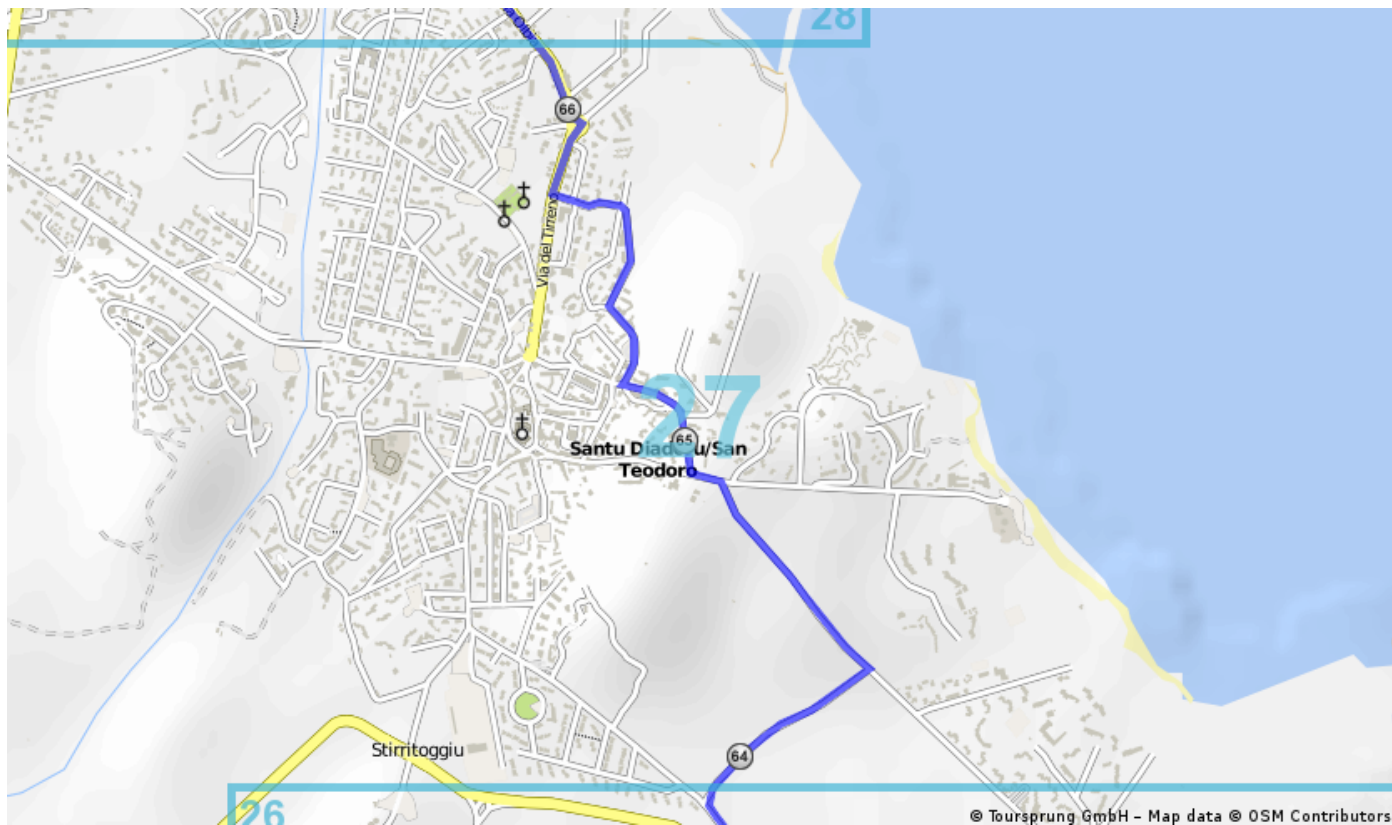 28
a Olbia
66
Via del Tirreno
27
65
Santu Diadoru/San
Teodoro
64
Stirritoggiu
26
© Toursprung GmbH – Map data © OSM Contributors